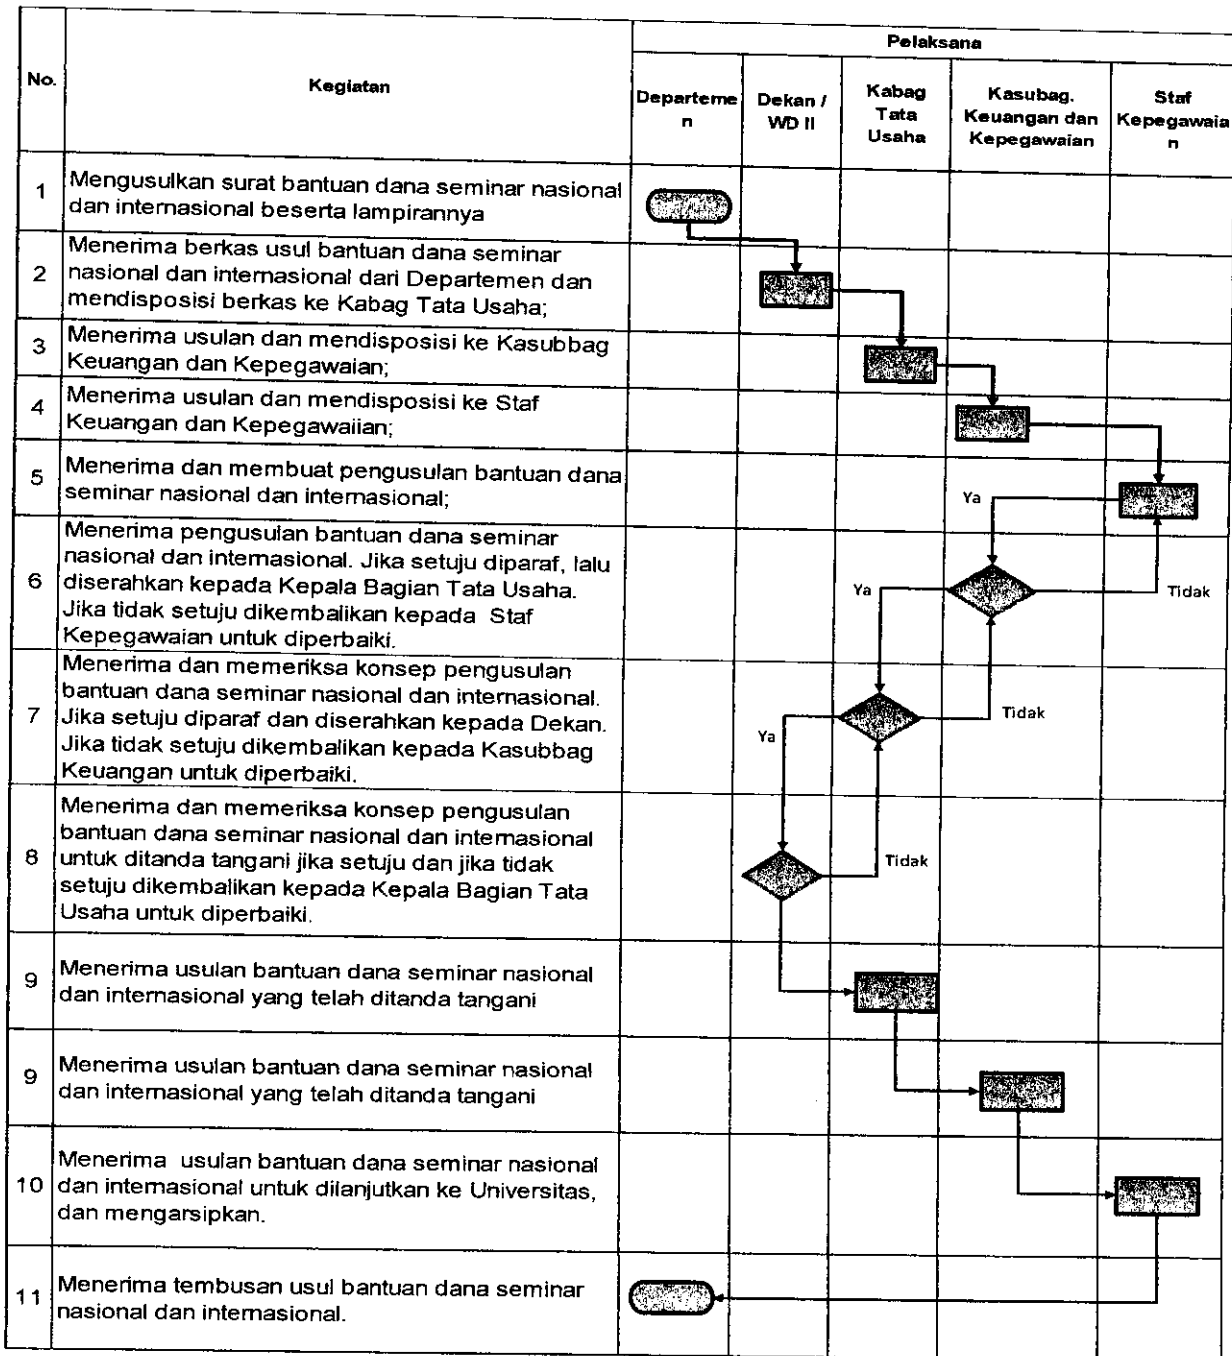 No.
Kegiatan
Pelaksana
Departeme
n
Dekan /
WD II
Kabag
Tata
Usaha
Kasubag.
Keuangan dan
Kepegawaian
Staf
Kepegawaia
n
1
Mengusulkan surat bantuan dana seminar nasional
dan internasional beserta lampirannya
2
Menerima berkas usul bantuan dana seminar
nasional dan internasional dari Departemen dan
mendisposisi berkas ke Kabag Tata Usaha;
3
Menerima usulan dan mendisposisi ke Kasubbag
Keuangan dan Kepegawaian;
4
Menerima usulan dan mendisposisi ke Staf
Keuangan dan Kepegawaiian;
5
Menerima dan membuat pengusulan bantuan dana
seminar nasional dan internasional;
Ya
6
Menerima pengusulan bantuan dana seminar
nasional dan internasional. Jika setuju diparaf, lalu
diserahkan kepada Kepala Bagian Tata Usaha.
Jika tidak setuju dikembalikan kepada Staf
Kepegawaian untuk diperbaiki.
Ya
Tidak
7
Menerima dan memeriksa konsep pengusulan
bantuan dana seminar nasional dan internasional.
Jika setuju diparaf dan diserahkan kepada Dekan.
Jika tidak setuju dikembalikan kepada Kasubbag
Keuangan untuk diperbaiki.
Ya
Tidak
8
Menerima dan memeriksa konsep pengusulan
bantuan dana seminar nasional dan internasional
untuk ditanda tangani jika setuju dan jika tidak
setuju dikembalikan kepada Kepala Bagian Tata
Usaha untuk diperbaiki.
Tidak
9
Menerima usulan bantuan dana seminar nasional
dan internasional yang telah ditanda tangani
9
Menerima usulan bantuan dana seminar nasional
dan internasional yang telah ditanda tangani
10
Menerima usulan bantuan dana seminar nasional
dan internasional untuk dilanjutkan ke Universitas,
dan mengarsipkan.
11
Menerima tembusan usul bantuan dana seminar
nasional dan internasional.